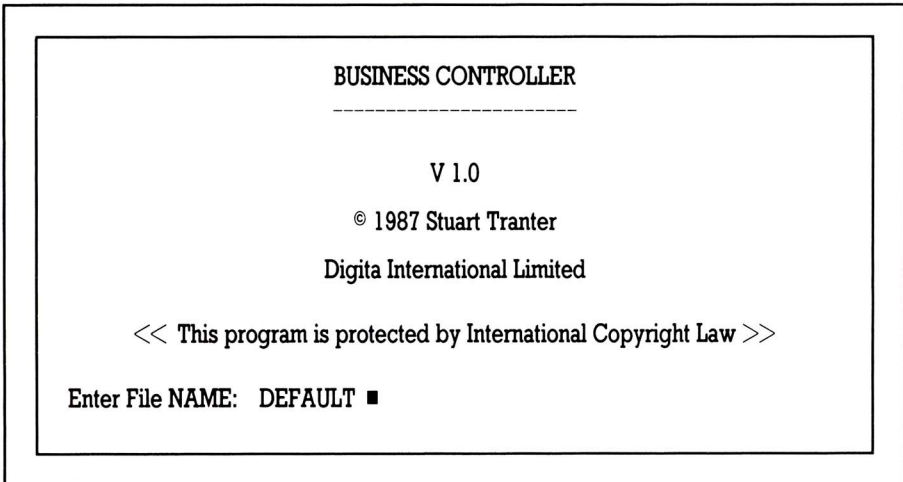 BUSINESS CONTROLLER
-----------------------
V 1.0
© 1987 Stuart Tranter
Digita International Limited
<< This program is protected by International Copyright Law >>
Enter File NAME: DEFAULT ■